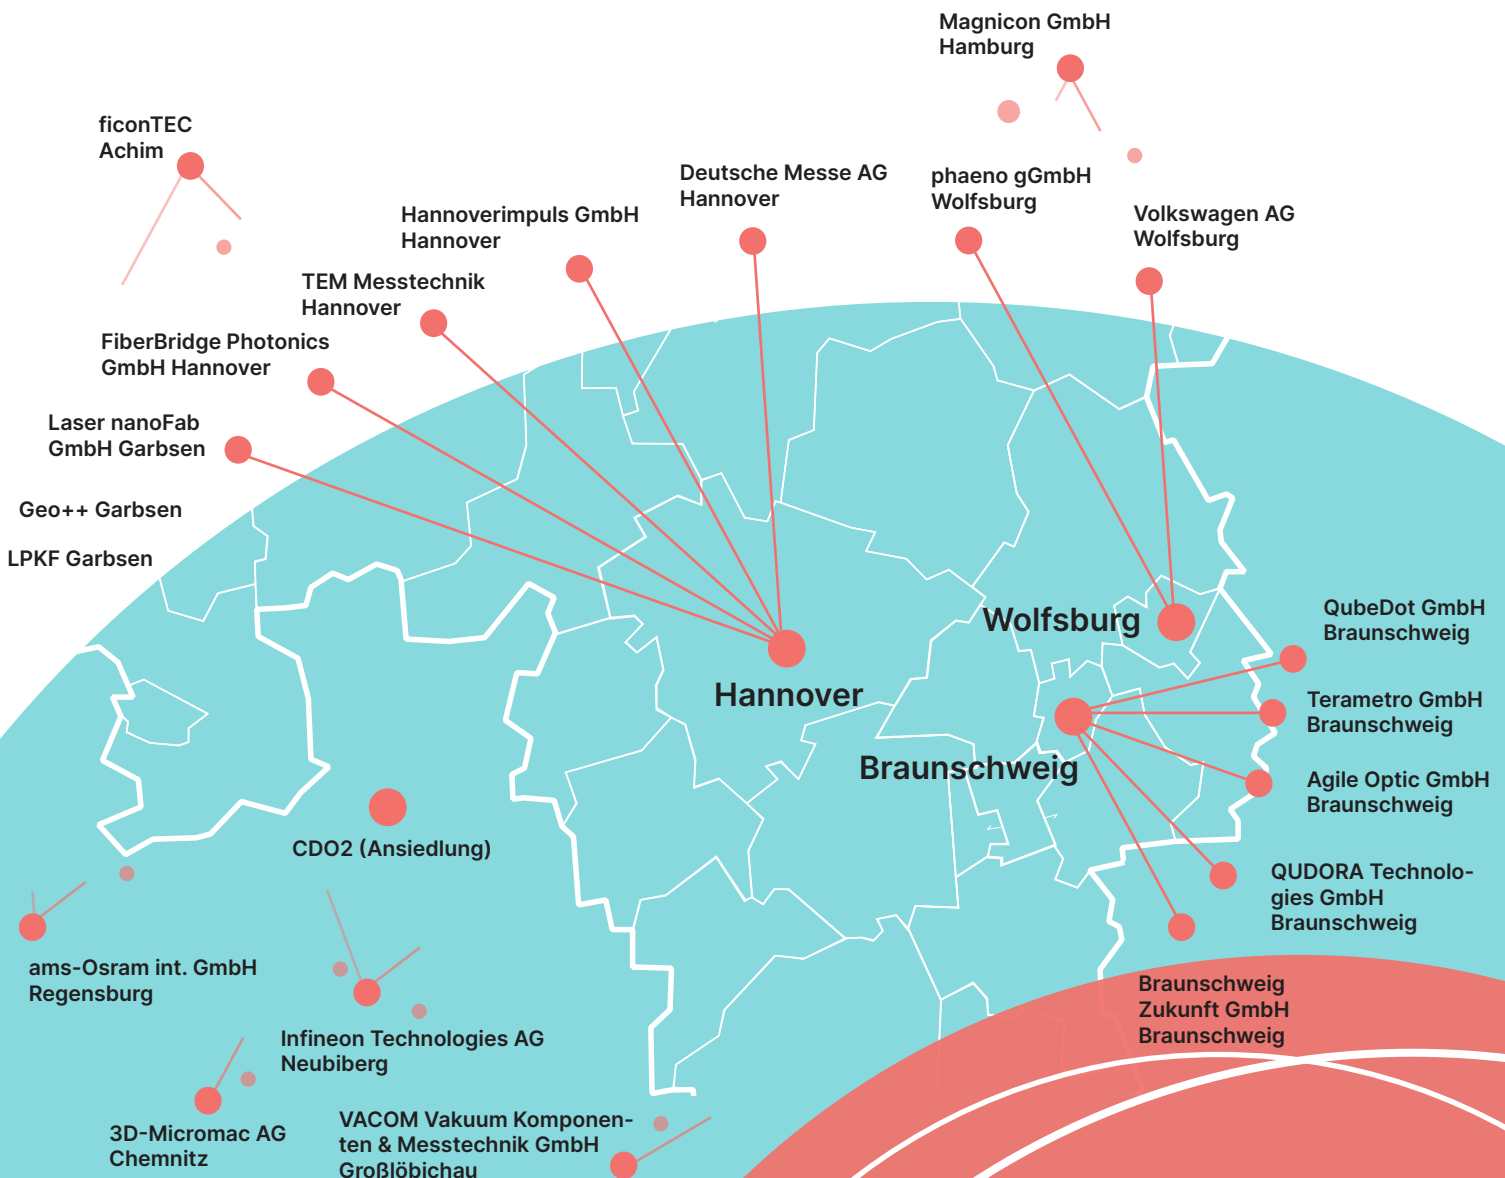 Magnicon GmbH
Hamburg
ficonTEC
Achim
Deutsche Messe AG
Hannover
phaeno gGmbH
Wolfsburg
Hannoverimpuls GmbH
Hannover
Volkswagen AG
Wolfsburg
TEM Messtechnik
Hannover
FiberBridge Photonics
GmbH Hannover
Laser nanoFab
GmbH Garbsen
Geo++ Garbsen
LPKF Garbsen
Wolfsburg
QubeDot GmbH
Braunschweig
Hannover
Terametro GmbH
Braunschweig
Braunschweig
Agile Optic GmbH
Braunschweig
CDO2 (Ansiedlung)
QUDORA Technolo-
gies GmbH
Braunschweig
ams-Osram int. GmbH
Regensburg
Braunschweig
Zukunft GmbH
Braunschweig
Infineon Technologies AG
Neubiberg
3D-Micromac AG
Chemnitz
VACOM Vakuum Komponen-
ten & Messtechnik GmbH
Großlöbichau